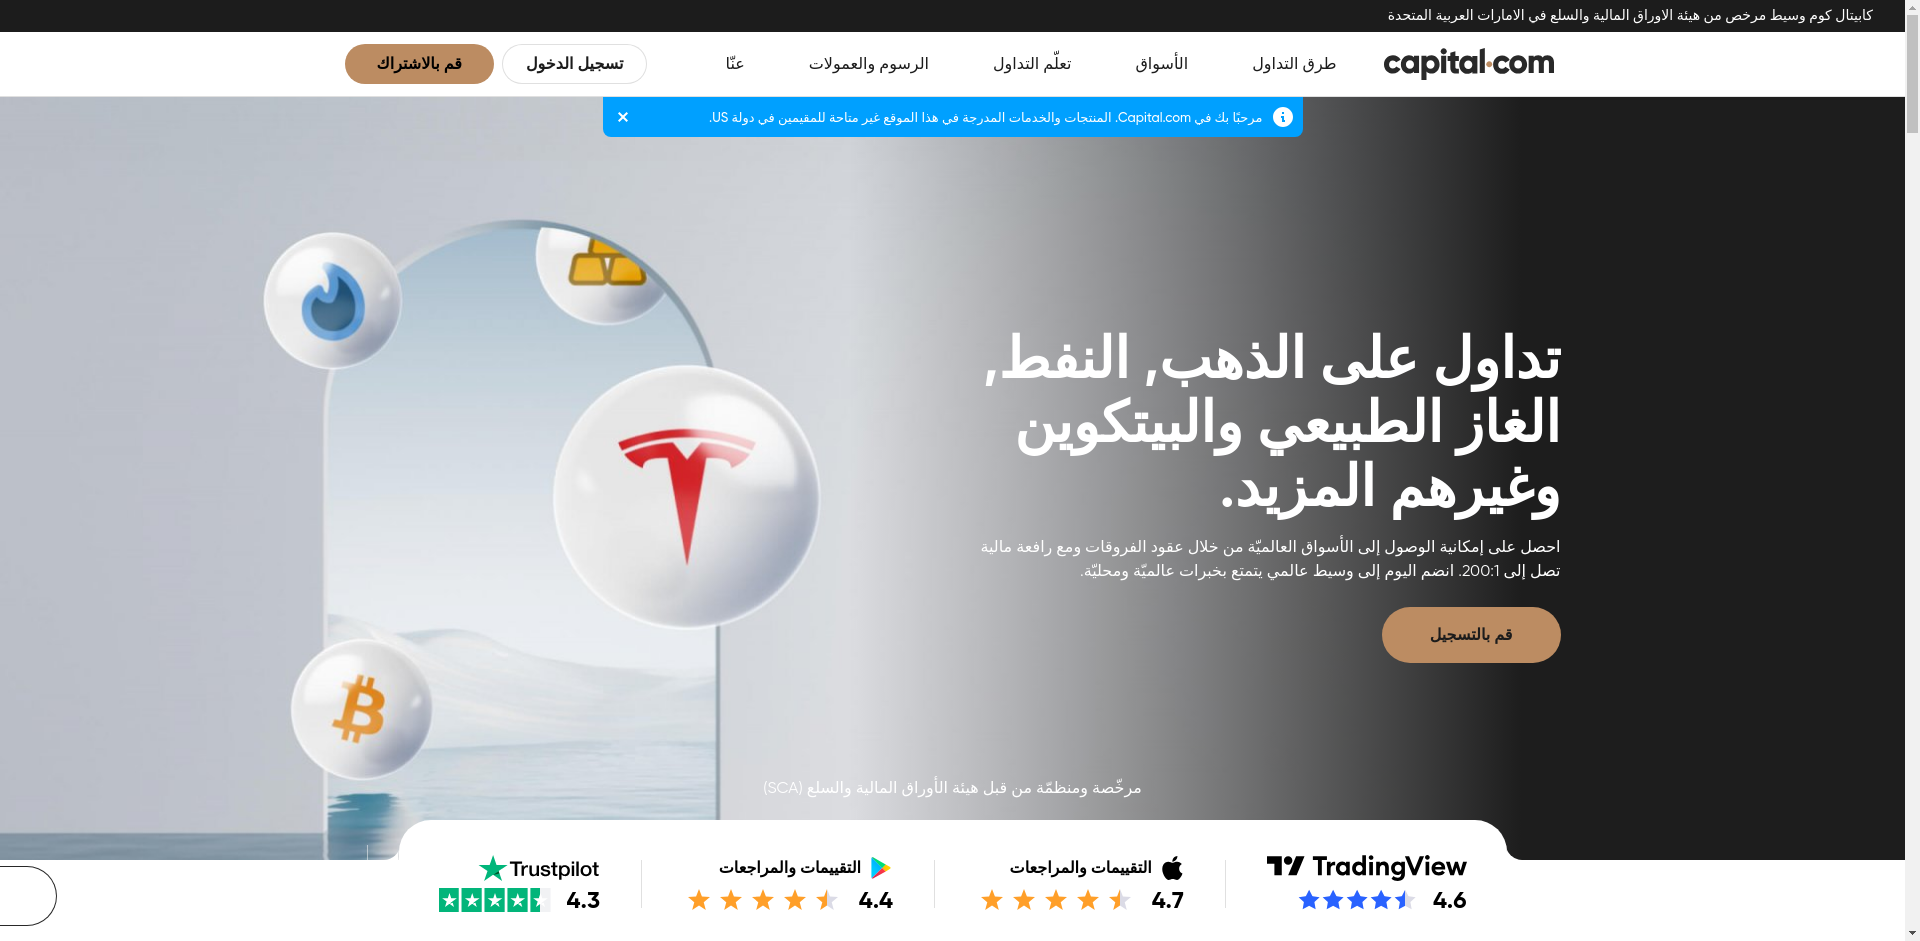 كابيتال كوم وسيط مرخص من هيئة الاوراق المالية والسلع في الامارات العربية المتحدة
capital.com
طرق التداول
الأسواق
تعلّم التداول
الرسوم والعمولات
عنّا
تسجيل الدخول
قم بالاشتراك
مرحبًا بك في Capital.com. المنتجات والخدمات المدرجة في هذا الموقع غير متاحة للمقيمين في دولة US.
تداول على الذهب, النفط,
الغاز الطبيعي والبيتكوين
وغيرهم المزيد.
احصل على إمكانية الوصول إلى الأسواق العالميّة من خلال عقود الفروقات ومع رافعة مالية
تصل إلى 200:1. انضم اليوم إلى وسيط عالمي يتمتع بخبرات عالميّة ومحليّة.
قم بالتسجيل
مرخّصة ومنظمّة من قبل هيئة الأوراق المالية والسلع (SCA)
TradingView
4.6
التقييمات والمراجعات
4.7
التقييمات والمراجعات
4.4
Trustpilot
4.3